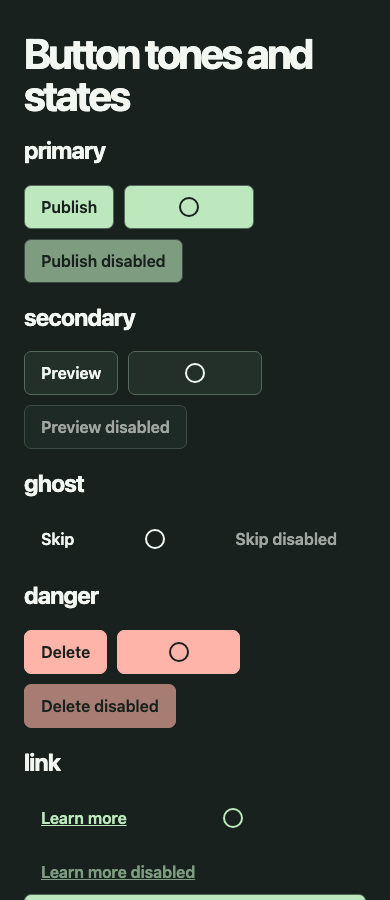 Button tones and
states
primary
Publish
Publish disabled
secondary
Preview
Preview disabled
ghost
Skip
Skip disabled
danger
Delete
Delete disabled
link
Learn more
Learn more disabled